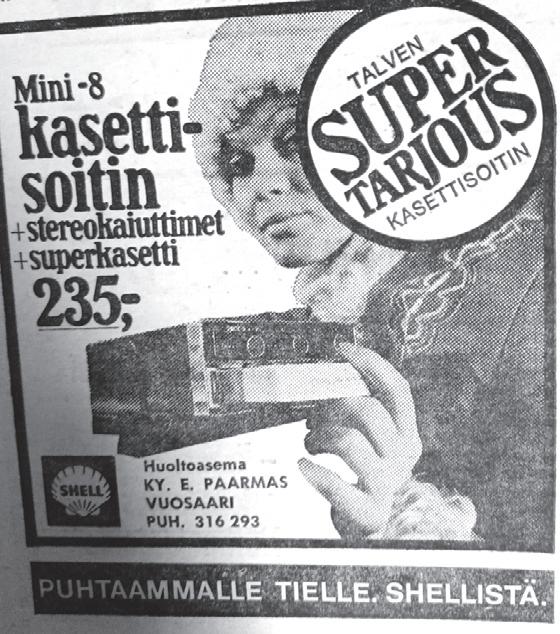 Mini-8
kasetti-
soitin
+stereokaiuttimet
+superkasetti
235,-
TALVEN
SUPER
TARJOUS
KASETTISOITIN
SHELL
Huoltoasema
KY. E. PAARMAS
VUOSAARI
PUH. 316 293
PUHTAAMMALLE TIELLE. SHELLISTÄ.